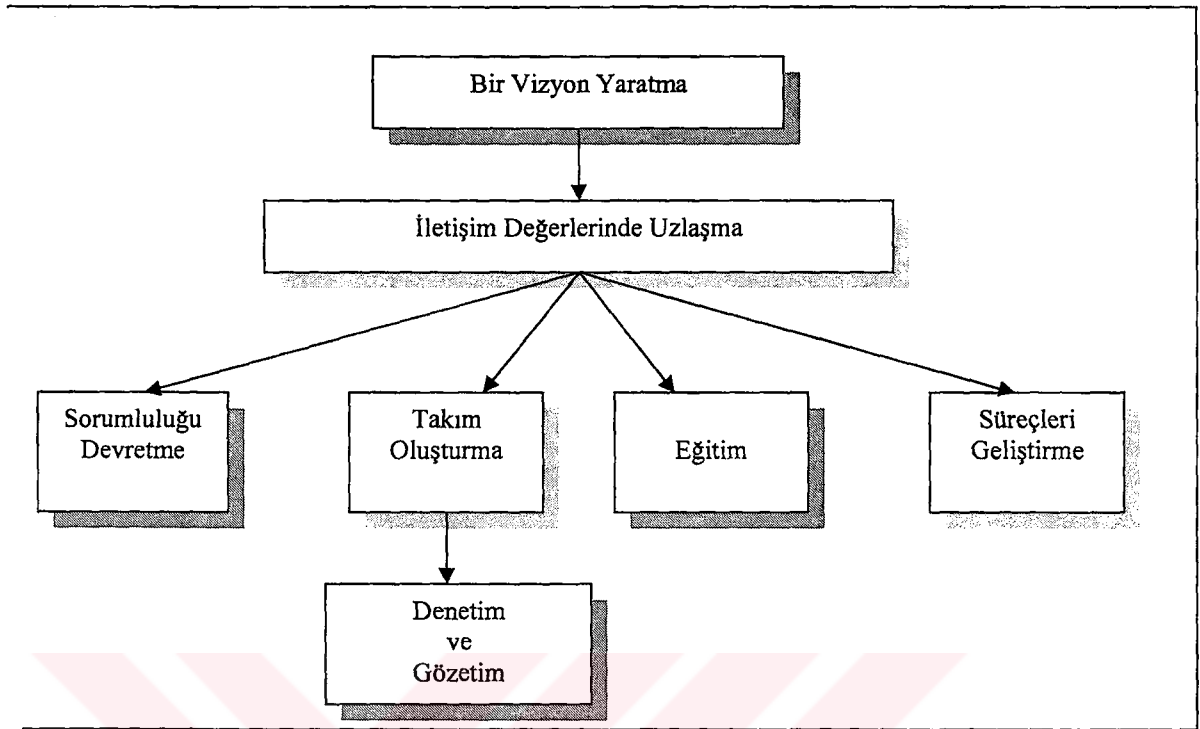 Bir Vizyon Yaratma
İletişim Değerlerinde Uzlaşma
Sorumluluğu
Devretme
Takım
Oluşturma
Eğitim
Süreçleri
Geliştirme
Denetim
ve
Gözetim